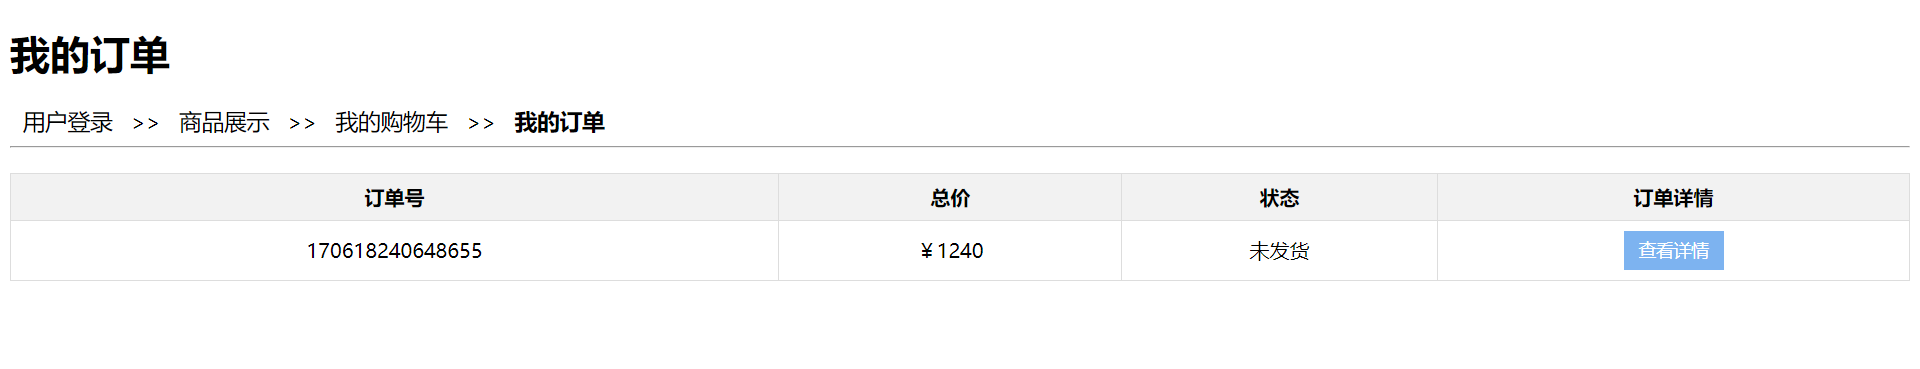 我的订单
用户登录 >> 商品展示 >> 我的购物车 >> 我的订单
订单号 总价 状态 订单详情
170618240648655 ￥1240 未发货 查看详情